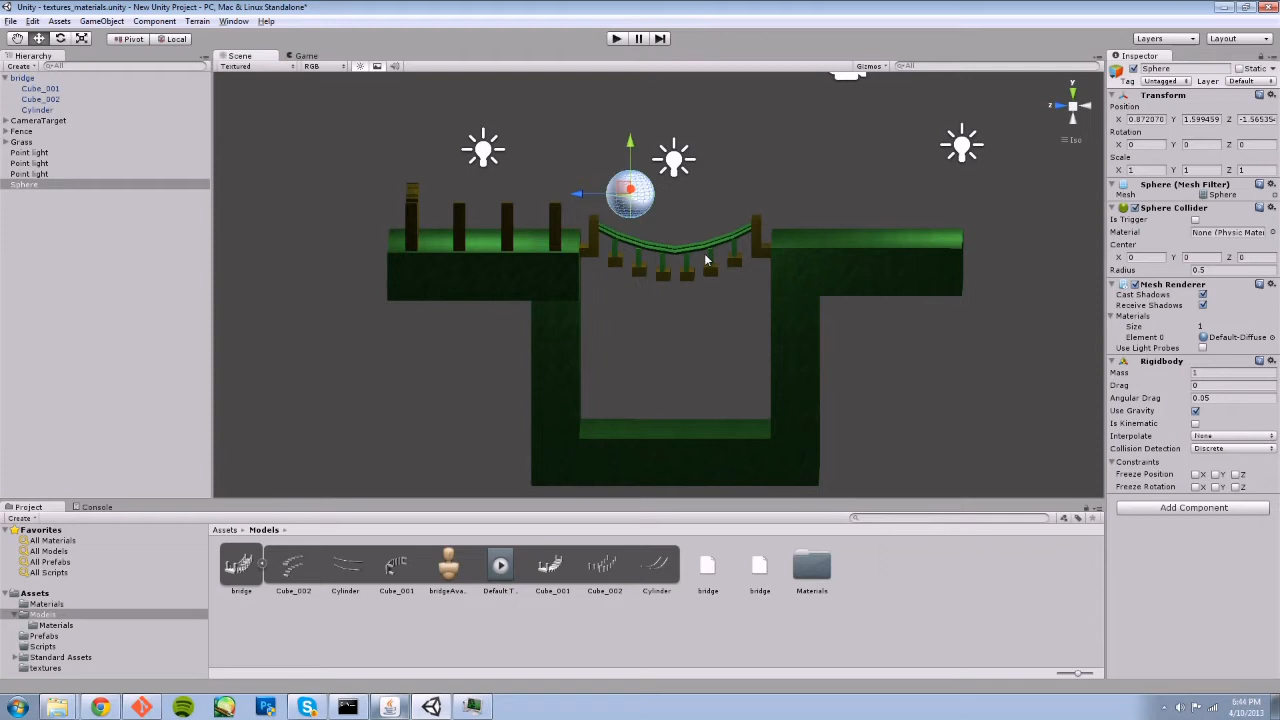 Unity - textures_materials.unity - New Unity Project - PC, Mac & Linux Standalone*
File Edit Assets GameObject Component Terrain Window Help
Pivot Local Layers Layout
Hierarchy
Create All
bridge
Cube_001
Cube_002
Cylinder
CameraTarget
Fence
Grass
Point light
Point light
Point light
Sphere
Scene Game
Textured RGB Gizmos All
y
z
Iso
Inspector
Sphere Static
Tag Untagged Layer Default
Transform
Position
X 0.872070 Y 1.599459 Z -1.56535
Rotation
X 0 Y 0 Z 0
Scale
X 1 Y 1 Z 1
Sphere (Mesh Filter)
Mesh Sphere
Sphere Collider
Is Trigger
Material None (Physic Mater
Center
X 0 Y 0 Z 0
Radius 0.5
Mesh Renderer
Cast Shadows
Receive Shadows
Materials
Size 1
Element 0 Default-Diffuse
Use Light Probes
Rigidbody
Mass 1
Drag 0
Angular Drag 0.05
Use Gravity
Is Kinematic
Interpolate None
Collision Detection Discrete
Constraints
Freeze Position X Y Z
Freeze Rotation X Y Z
Add Component
Project Console
Create
Favorites
All Materials
All Models
All Prefabs
All Scripts
Assets
Materials
Models
Materials
Prefabs
Scripts
Standard Assets
textures
Assets Models
bridge Cube_002 Cylinder Cube_001 bridgeAva... Default T... Cube_001 Cube_002 Cylinder bridge bridge Materials
6:44 PM
4/10/2013